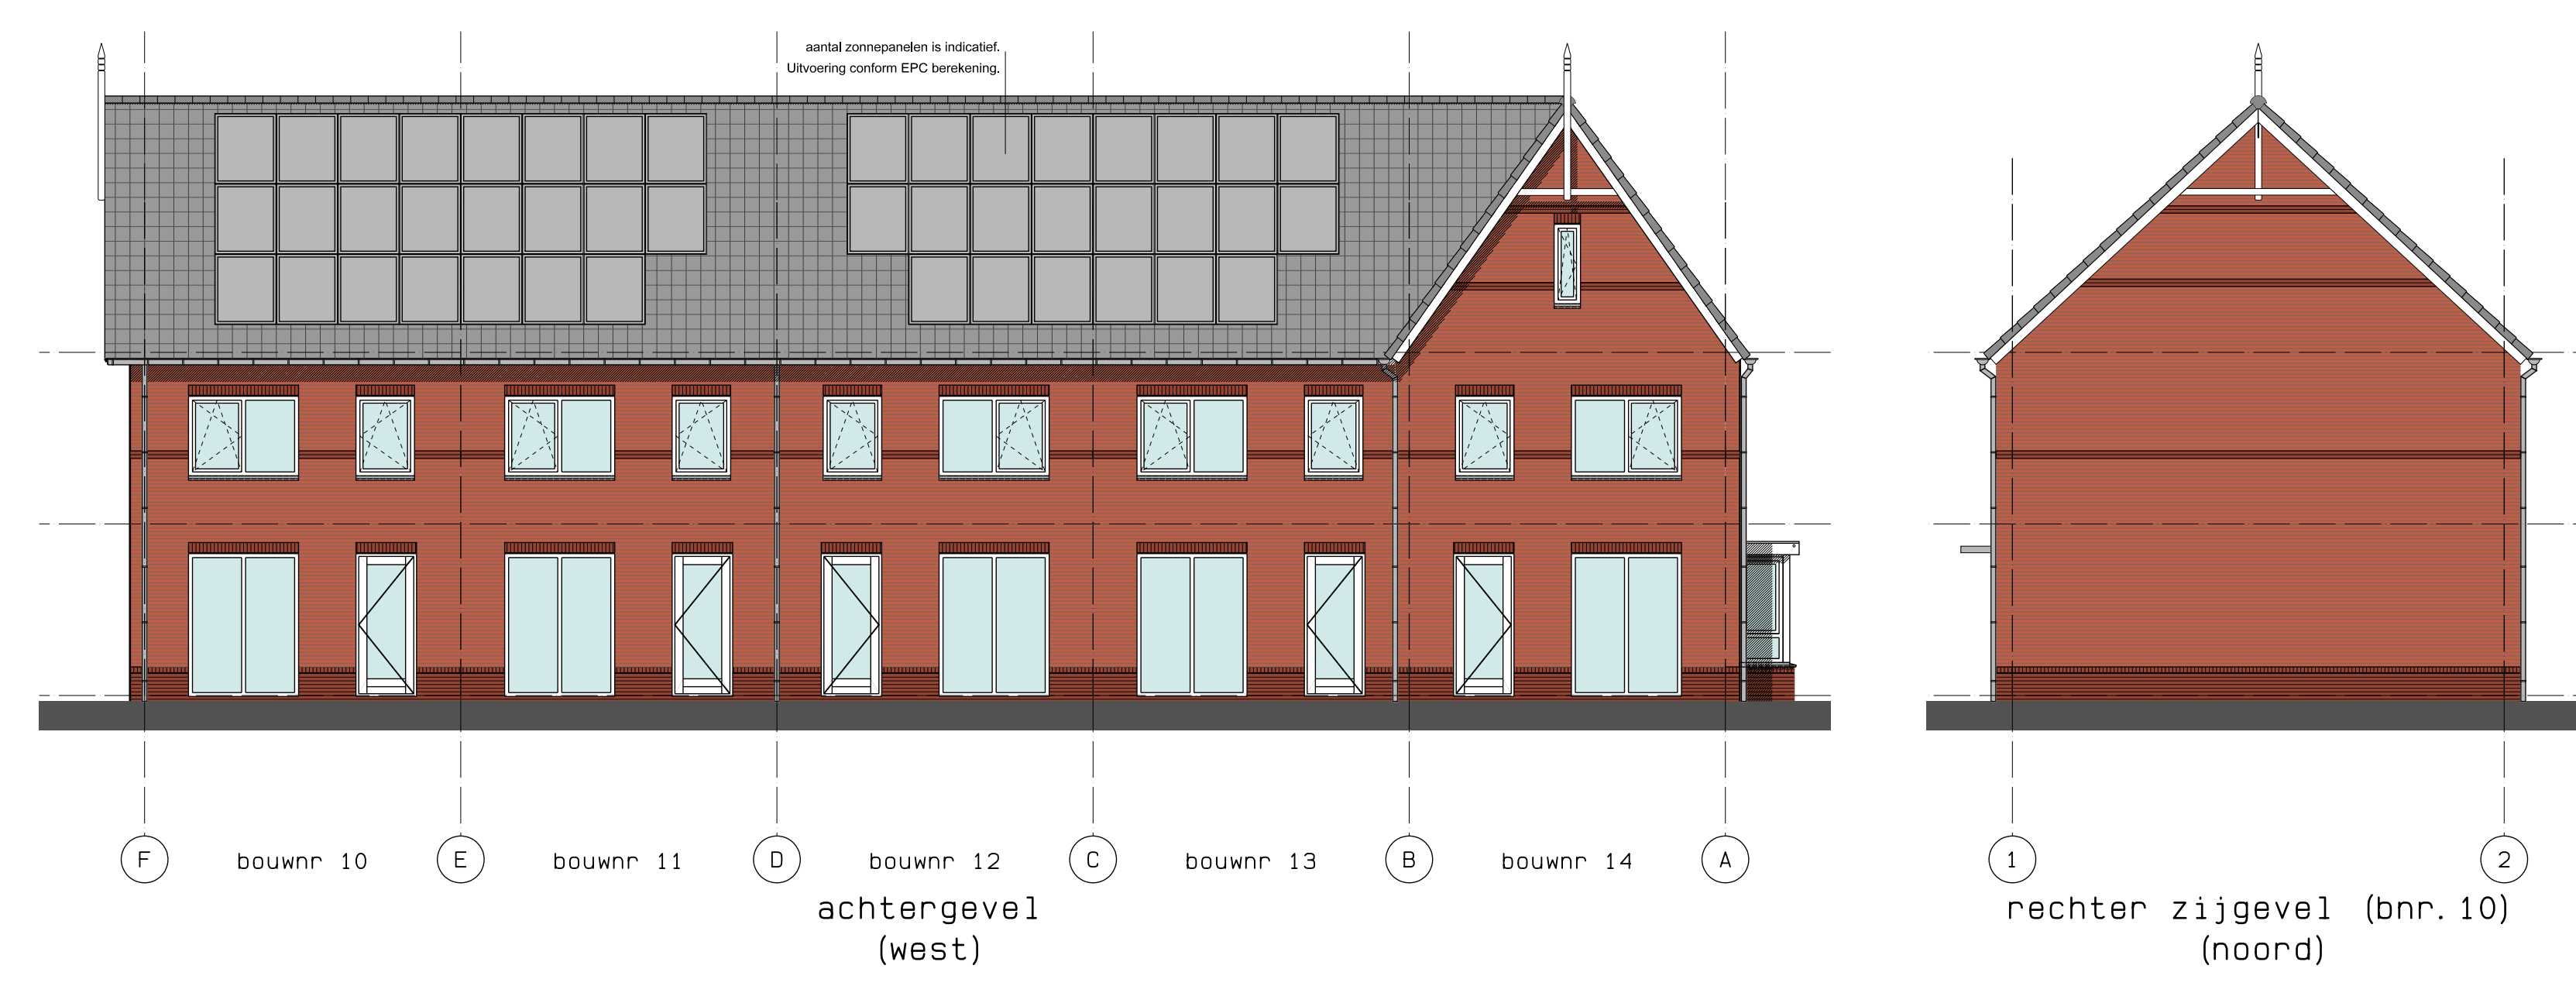 aantal zonnepanelen is indicatief.
Uitvoering conform EPC berekening.
F bouwnr 10 E bouwnr 11 D bouwnr 12 C bouwnr 13 B bouwnr 14 A
achtergevel
(west)
1 2
rechter zijgevel (bnr. 10)
(noord)